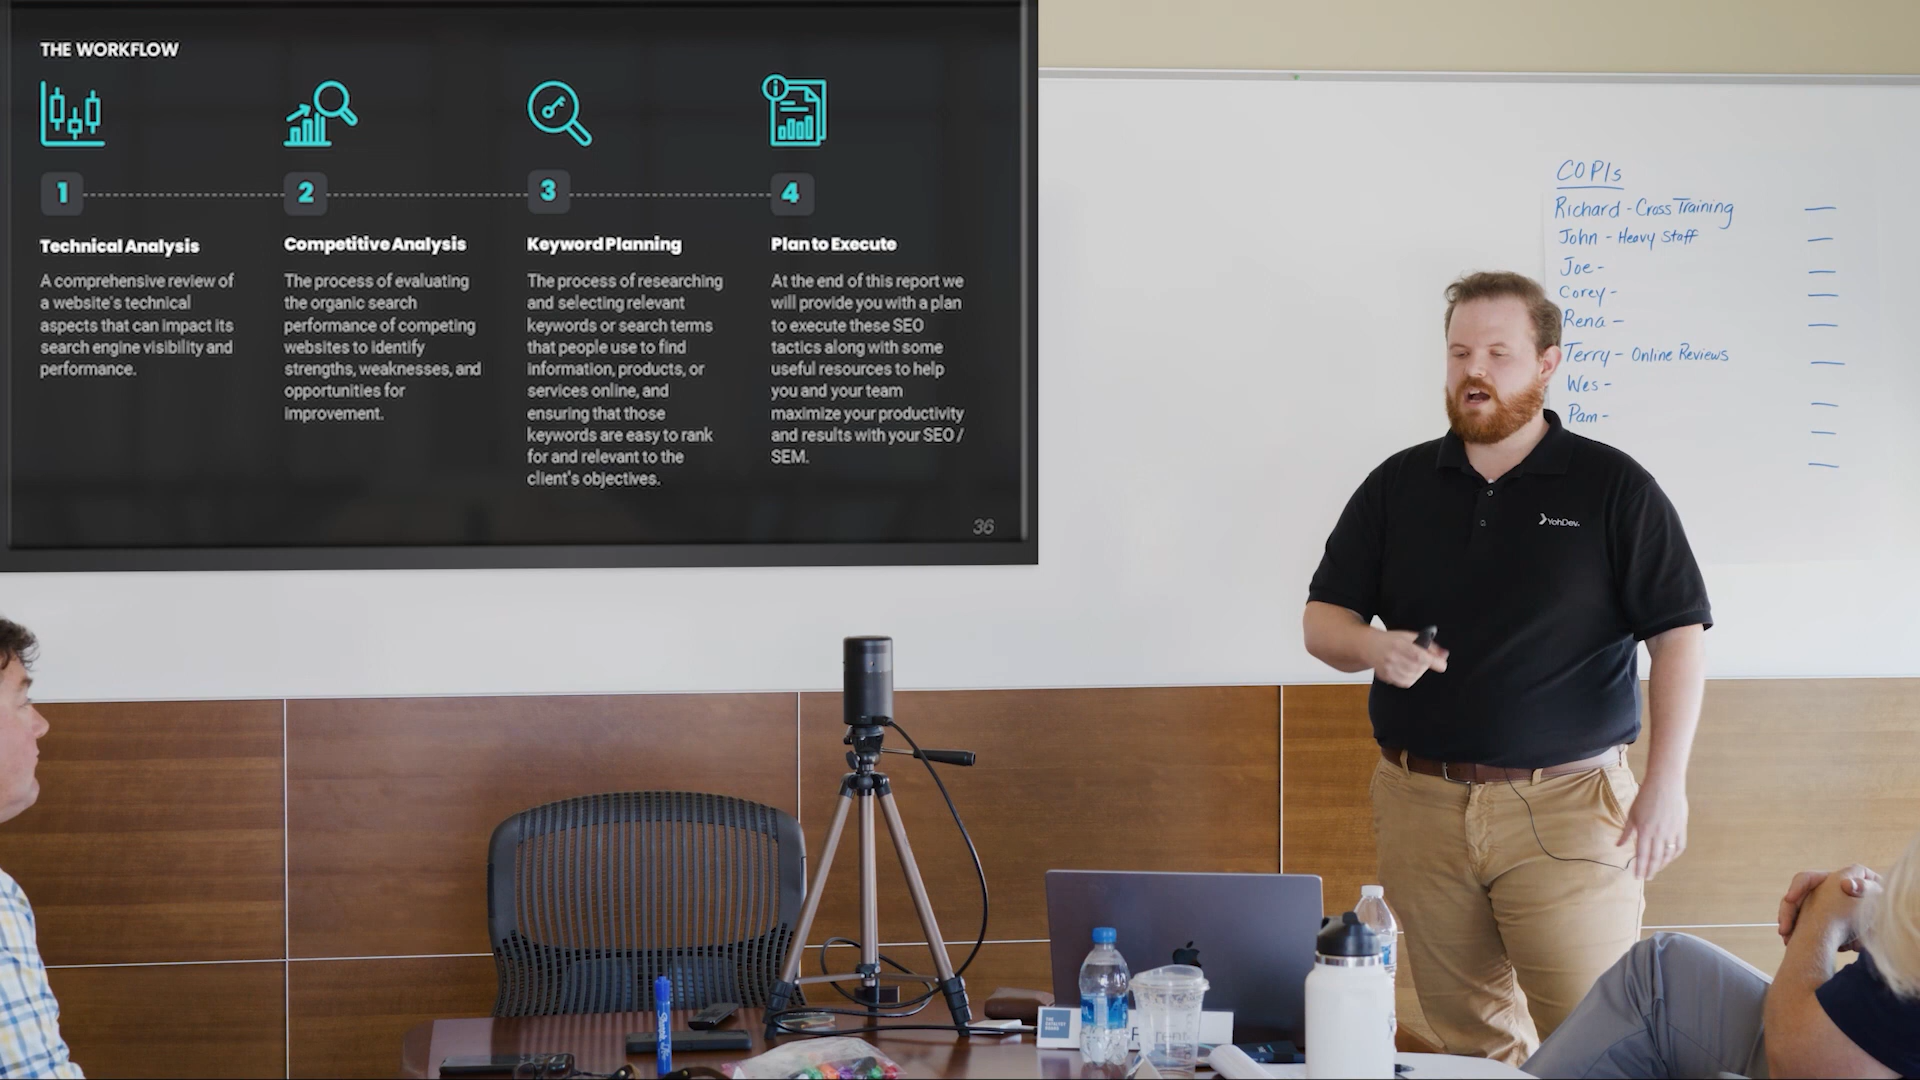 THE WORKFLOW
1
2
3
4
Technical Analysis
A comprehensive review of
a website's technical
aspects that can impact its
search engine visibility and
performance.
Competitive Analysis
The process of evaluating
the organic search
performance of competing
websites to identify
strengths, weaknesses, and
opportunities for
improvement.
Keyword Planning
The process of researching
and selecting relevant
keywords or search terms
that people use to find
information, products, or
services online, and
ensuring that those
keywords are easy to rank
for and relevant to the
client's objectives.
Plan to Execute
At the end of this report we
will provide you with a plan
to execute these SEO
tactics along with some
useful resources to help
you and your team
maximize your productivity
and results with your SEO /
SEM.
36
COPIs
Richard - Cross Training
John - Heavy Staff
Joe -
Corey -
Rena -
Terry - Online Reviews
Wes -
Pam -
YohDev.